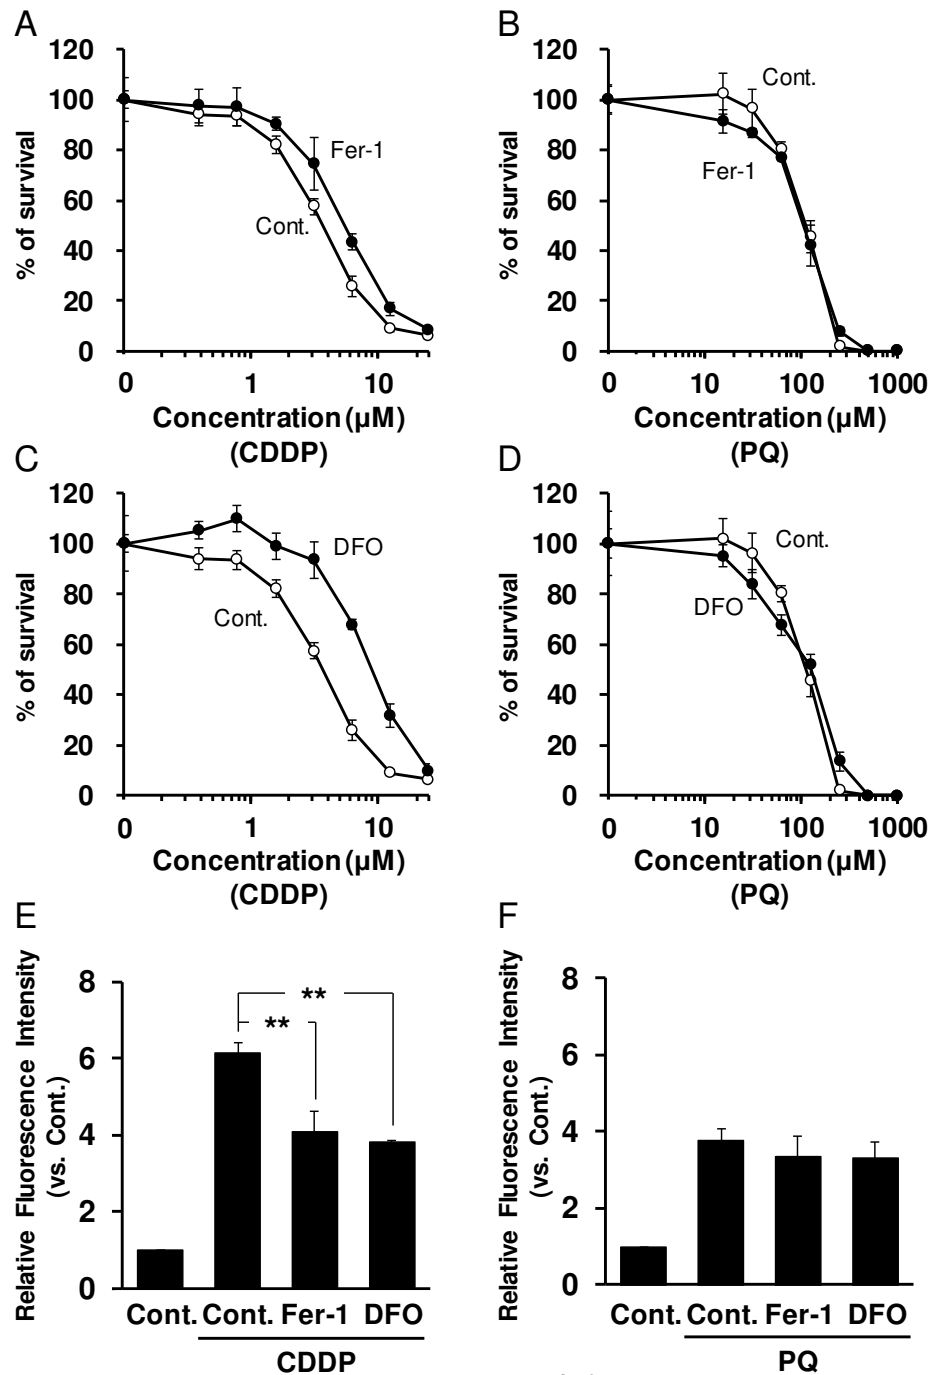 A
120
100
80
60
40
20
0
% of survival
Fer-1
Cont.
0 1 10
Concentration (µM)
(CDDP)
B
120
100
80
60
40
20
0
% of survival
Cont.
Fer-1
0 10 100 1000
Concentration (µM)
(PQ)
C
120
100
80
60
40
20
0
% of survival
DFO
Cont.
0 1 10
Concentration (µM)
(CDDP)
D
120
100
80
60
40
20
0
% of survival
Cont.
DFO
0 10 100 1000
Concentration (µM)
(PQ)
E
Relative Fluorescence Intensity
(vs. Cont.)
8
6
4
2
0
**
**
Cont. Cont. Fer-1 DFO
CDDP
F
Relative Fluorescence Intensity
(vs. Cont.)
8
6
4
2
0
Cont. Cont. Fer-1 DFO
PQ